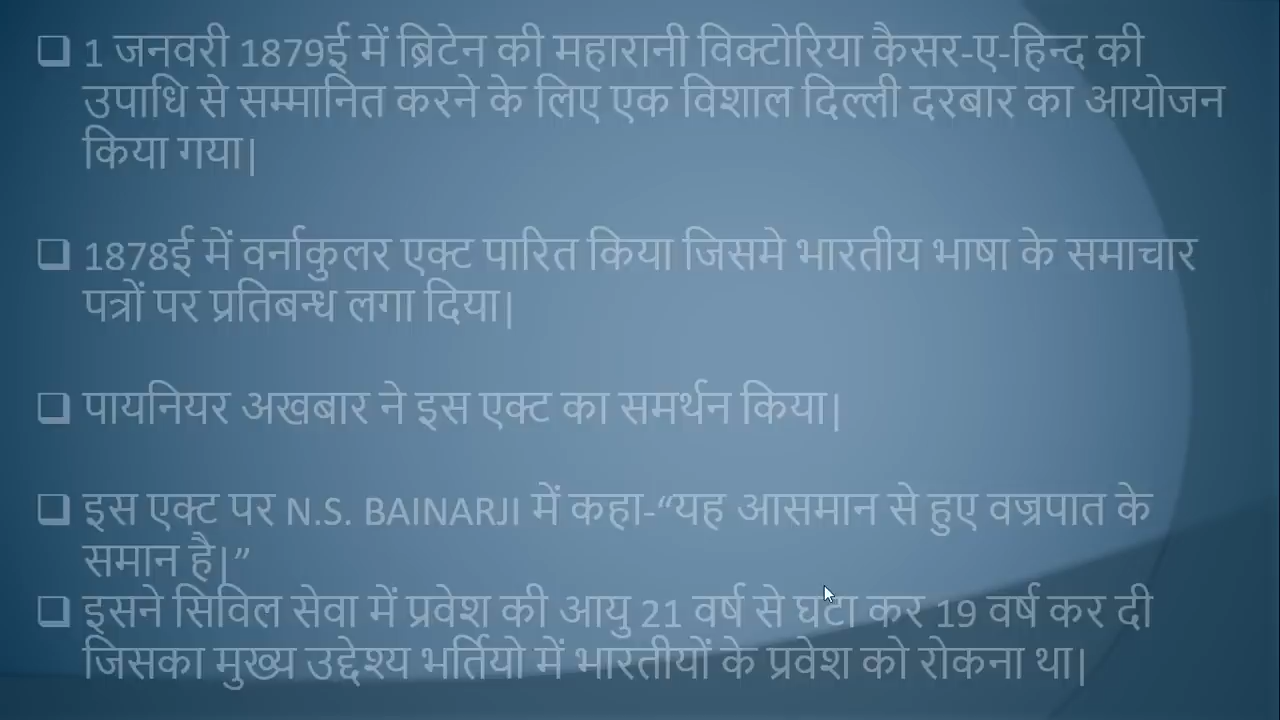 ❑ 1 जनवरी 1879ई में ब्रिटेन की महारानी विक्टोरिया कैसर-ए-हिन्द की
उपाधि से सम्मानित करने के लिए एक विशाल दिल्ली दरबार का आयोजन
किया गया|
❑ 1878ई में वर्नाकुलर एक्ट पारित किया जिसमे भारतीय भाषा के समाचार
पत्रों पर प्रतिबन्ध लगा दिया|
❑ पायनियर अखबार ने इस एक्ट का समर्थन किया|
❑ इस एक्ट पर N.S. BAINARJI में कहा-“यह आसमान से हुए वज्रपात के
समान है|”
❑ इसने सिविल सेवा में प्रवेश की आयु 21 वर्ष से घटा कर 19 वर्ष कर दी
जिसका मुख्य उद्देश्य भर्तियो में भारतीयों के प्रवेश को रोकना था|